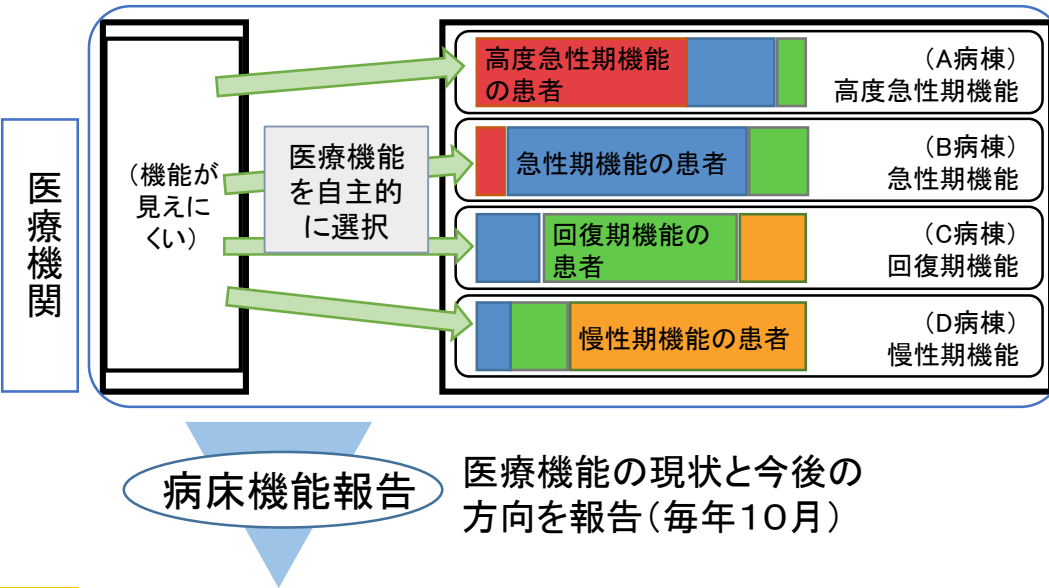 医療機関
(機能が
見えに
くい)
医療機能
を自主的
に選択
高度急性期機能
の患者
(A病棟)
高度急性期機能
急性期機能の患者
(B病棟)
急性期機能
回復期機能の
患者
(C病棟)
回復期機能
慢性期機能の患者
(D病棟)
慢性期機能
病床機能報告
医療機能の現状と今後の
方向を報告(毎年10月)